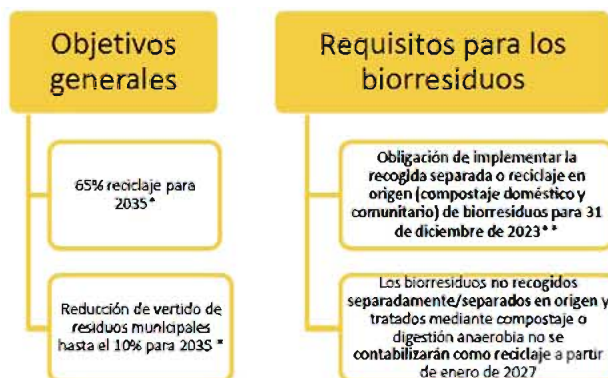 Objetivos
generales
65% reciclaje para
2035*
Reducción de vertido de
residuos municipales
hasta el 10% para 2035 *
Requisitos para los
biorresiduos
Obligación de implementar la
recogida separada o reciclaje en
origen (compostaje doméstico y
comunitario) de biorresiduos para 31
de diciembre de 2023**
Los biorresiduos no recogidos
separadamente/separados en origen y
tratados mediante compostaje o
digestión anaerobia no se
contabilizarán como reciclaje a partir
de enero de 2027